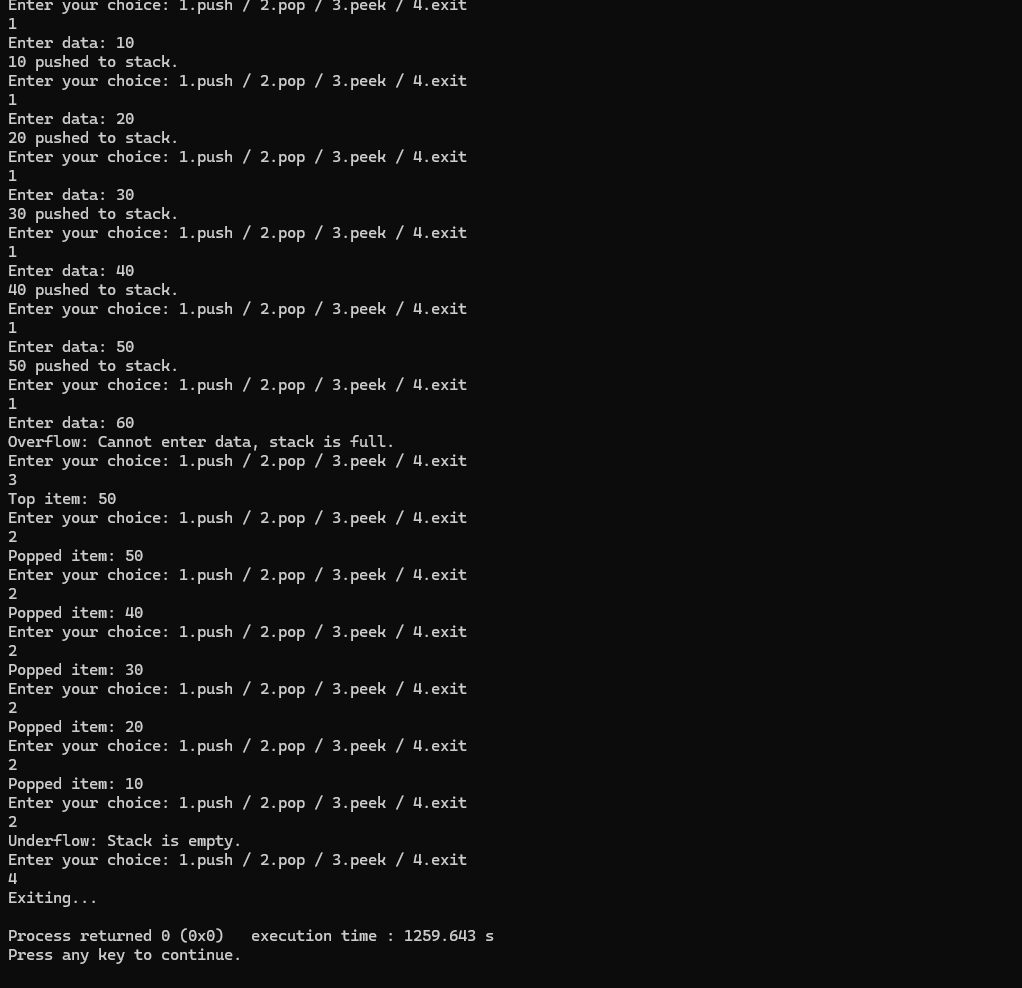 Enter your choice: 1.push / 2.pop / 3.peek / 4.exit
1
Enter data: 10
10 pushed to stack.
Enter your choice: 1.push / 2.pop / 3.peek / 4.exit
1
Enter data: 20
20 pushed to stack.
Enter your choice: 1.push / 2.pop / 3.peek / 4.exit
1
Enter data: 30
30 pushed to stack.
Enter your choice: 1.push / 2.pop / 3.peek / 4.exit
1
Enter data: 40
40 pushed to stack.
Enter your choice: 1.push / 2.pop / 3.peek / 4.exit
1
Enter data: 50
50 pushed to stack.
Enter your choice: 1.push / 2.pop / 3.peek / 4.exit
1
Enter data: 60
Overflow: Cannot enter data, stack is full.
Enter your choice: 1.push / 2.pop / 3.peek / 4.exit
3
Top item: 50
Enter your choice: 1.push / 2.pop / 3.peek / 4.exit
2
Popped item: 50
Enter your choice: 1.push / 2.pop / 3.peek / 4.exit
2
Popped item: 40
Enter your choice: 1.push / 2.pop / 3.peek / 4.exit
2
Popped item: 30
Enter your choice: 1.push / 2.pop / 3.peek / 4.exit
2
Popped item: 20
Enter your choice: 1.push / 2.pop / 3.peek / 4.exit
2
Popped item: 10
Enter your choice: 1.push / 2.pop / 3.peek / 4.exit
2
Underflow: Stack is empty.
Enter your choice: 1.push / 2.pop / 3.peek / 4.exit
4
Exiting...
Process returned 0 (0x0)   execution time : 1259.643 s
Press any key to continue.